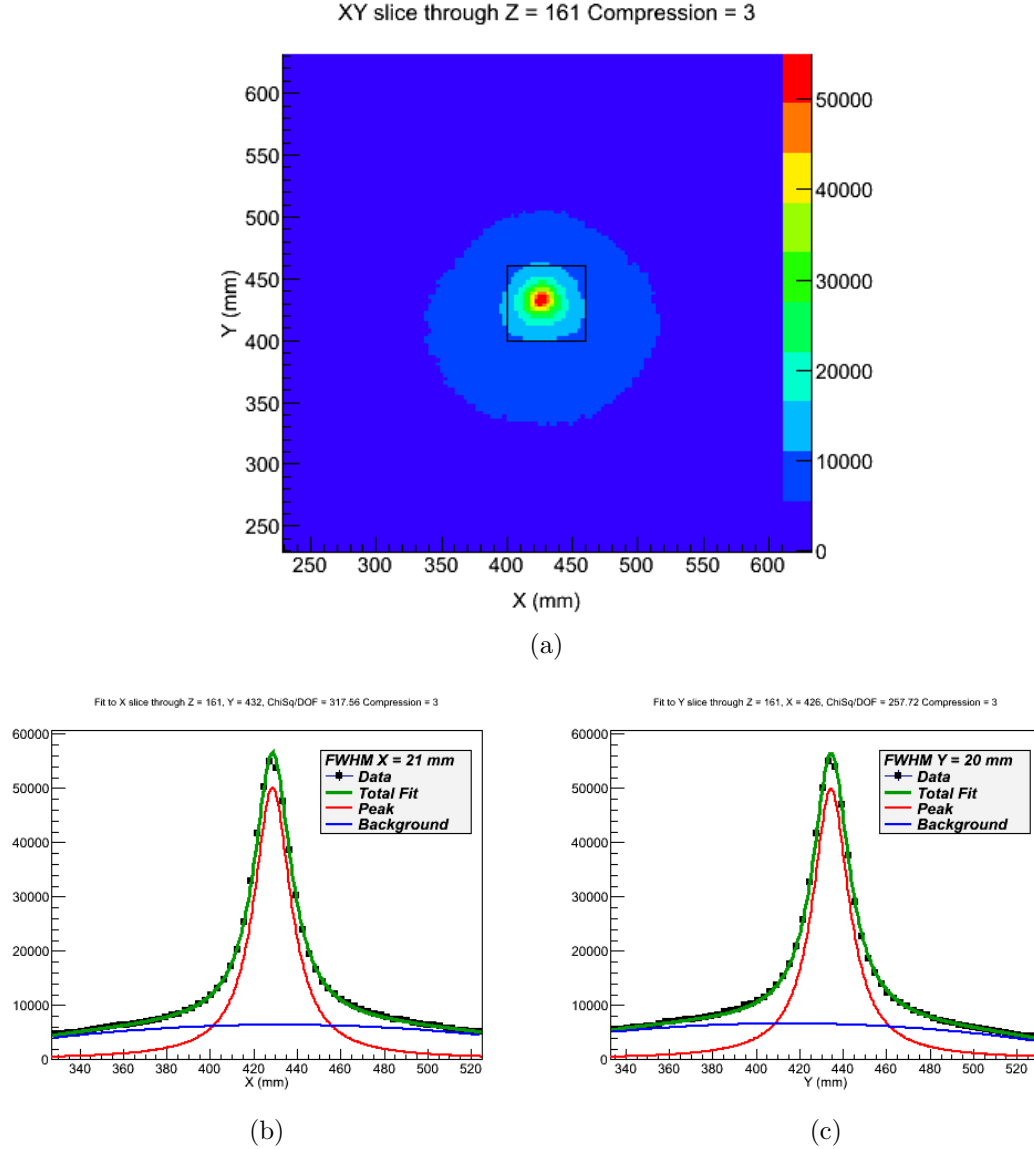 XY slice through Z = 161 Compression = 3
600
550
500
450
400
350
300
250
Y (mm)
50000
40000
30000
20000
10000
0
250 300 350 400 450 500 550 600
X (mm)
(a)
Fit to X slice through Z = 161, Y = 432, ChiSq/DOF = 317.56 Compression = 3
60000
50000
40000
30000
20000
10000
0
FWHM X = 21 mm
Data
Total Fit
Peak
Background
340 360 380 400 420 440 460 480 500 520
X (mm)
(b)
Fit to Y slice through Z = 161, X = 426, ChiSq/DOF = 257.72 Compression = 3
60000
50000
40000
30000
20000
10000
0
FWHM Y = 20 mm
Data
Total Fit
Peak
Background
340 360 380 400 420 440 460 480 500 520
Y (mm)
(c)